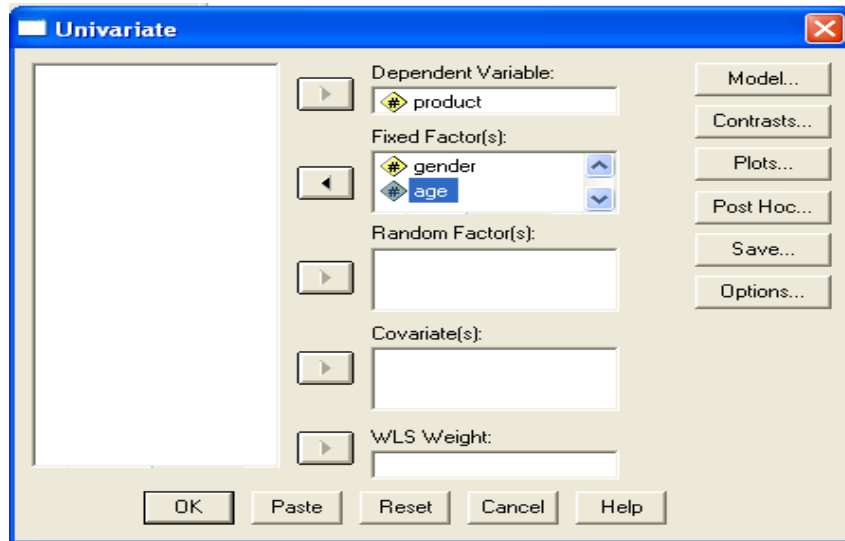 Univariate
Dependent Variable:
# product
Fixed Factor(s):
# gender
# age
Random Factor(s):
Covariate(s):
WLS Weight:
Model...
Contrasts...
Plots...
Post Hoc...
Save...
Options...
OK Paste Reset Cancel Help